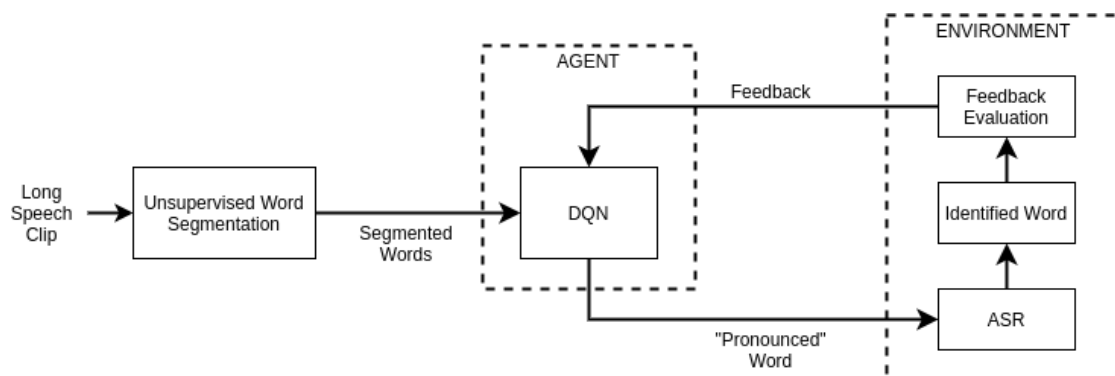 ENVIRONMENT
AGENT
Feedback
Feedback
Evaluation
Long
Speech
Clip
Unsupervised Word
Segmentation
Segmented
Words
DQN
Identified Word
"Pronounced"
Word
ASR